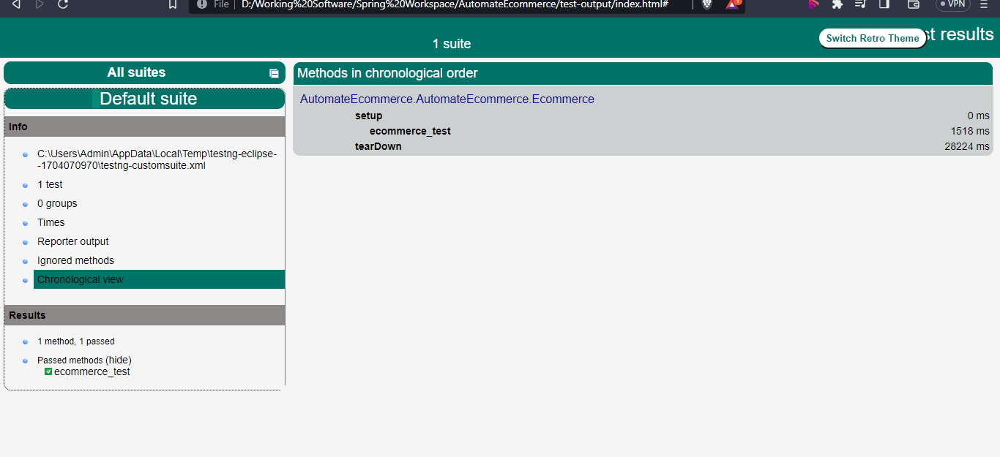 File D:/Working%20Software/Spring%20Workspace/AutomateEcommerce/test-output/index.html# 1 VPN
1 suite
Switch Retro Theme
st results
All suites
Default suite
Info
C:\Users\Admin\AppData\Local\Temp\testng-eclipse-
-1704070970\testng-customsuite.xml
1 test
0 groups
Times
Reporter output
Ignored methods
Chronological view
Results
1 method, 1 passed
Passed methods (hide)
ecommerce_test
Methods in chronological order
AutomateEcommerce.AutomateEcommerce.Ecommerce
setup 0 ms
ecommerce_test 1518 ms
tearDown 28224 ms